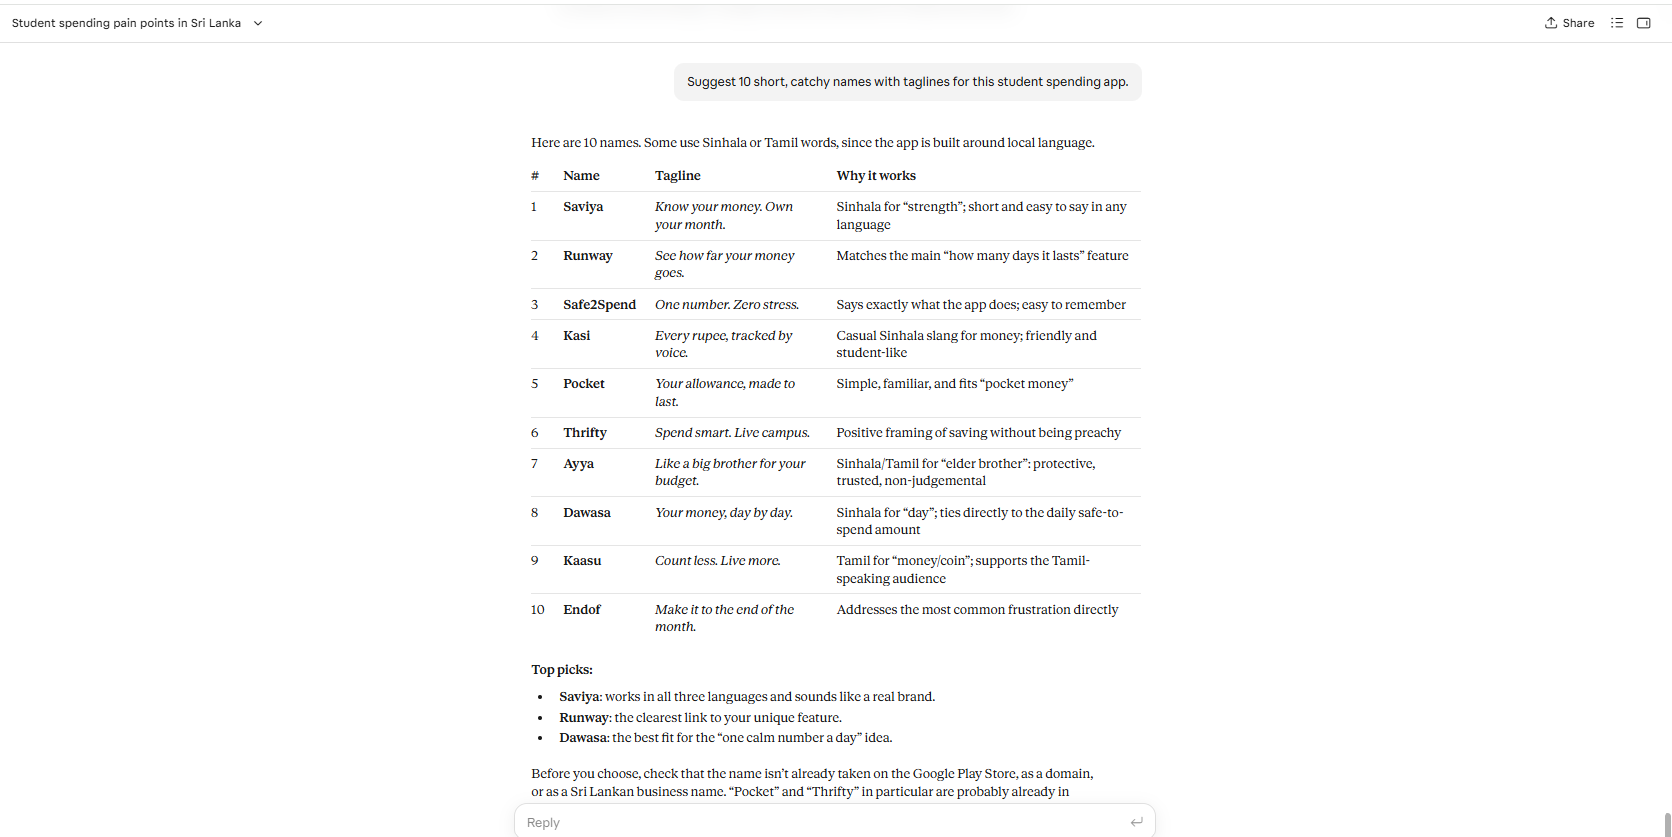 Student spending pain points in Sri Lanka
Share
Suggest 10 short, catchy names with taglines for this student spending app.
Here are 10 names. Some use Sinhala or Tamil words, since the app is built around local language.
# Name Tagline Why it works
1 Saviya Know your money. Own your month. Sinhala for “strength”; short and easy to say in any language
2 Runway See how far your money goes. Matches the main “how many days it lasts” feature
3 Safe2Spend One number. Zero stress. Says exactly what the app does; easy to remember
4 Kasi Every rupee, tracked by voice. Casual Sinhala slang for money; friendly and student-like
5 Pocket Your allowance, made to last. Simple, familiar, and fits “pocket money”
6 Thrifty Spend smart. Live campus. Positive framing of saving without being preachy
7 Ayya Like a big brother for your budget. Sinhala/Tamil for “elder brother”: protective, trusted, non-judgemental
8 Dawasa Your money, day by day. Sinhala for “day”; ties directly to the daily safe-to-spend amount
9 Kaasu Count less. Live more. Tamil for “money/coin”; supports the Tamil-speaking audience
10 Endof Make it to the end of the month. Addresses the most common frustration directly
Top picks:
• Saviya: works in all three languages and sounds like a real brand.
• Runway: the clearest link to your unique feature.
• Dawasa: the best fit for the “one calm number a day” idea.
Before you choose, check that the name isn’t already taken on the Google Play Store, as a domain,
or as a Sri Lankan business name. “Pocket” and “Thrifty” in particular are probably already in
Reply